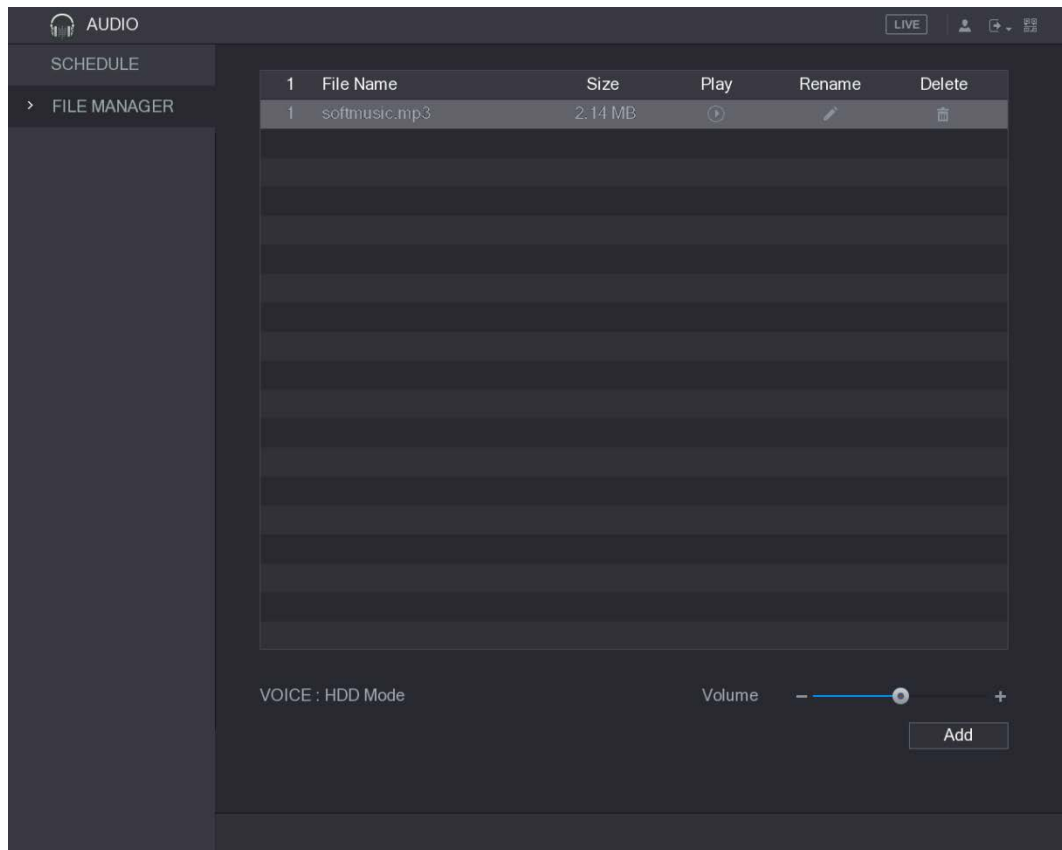 AUDIO LIVE
SCHEDULE
FILE MANAGER
1 File Name Size Play Rename Delete
1 softmusic.mp3 2.14 MB
VOICE : HDD Mode Volume − +
Add